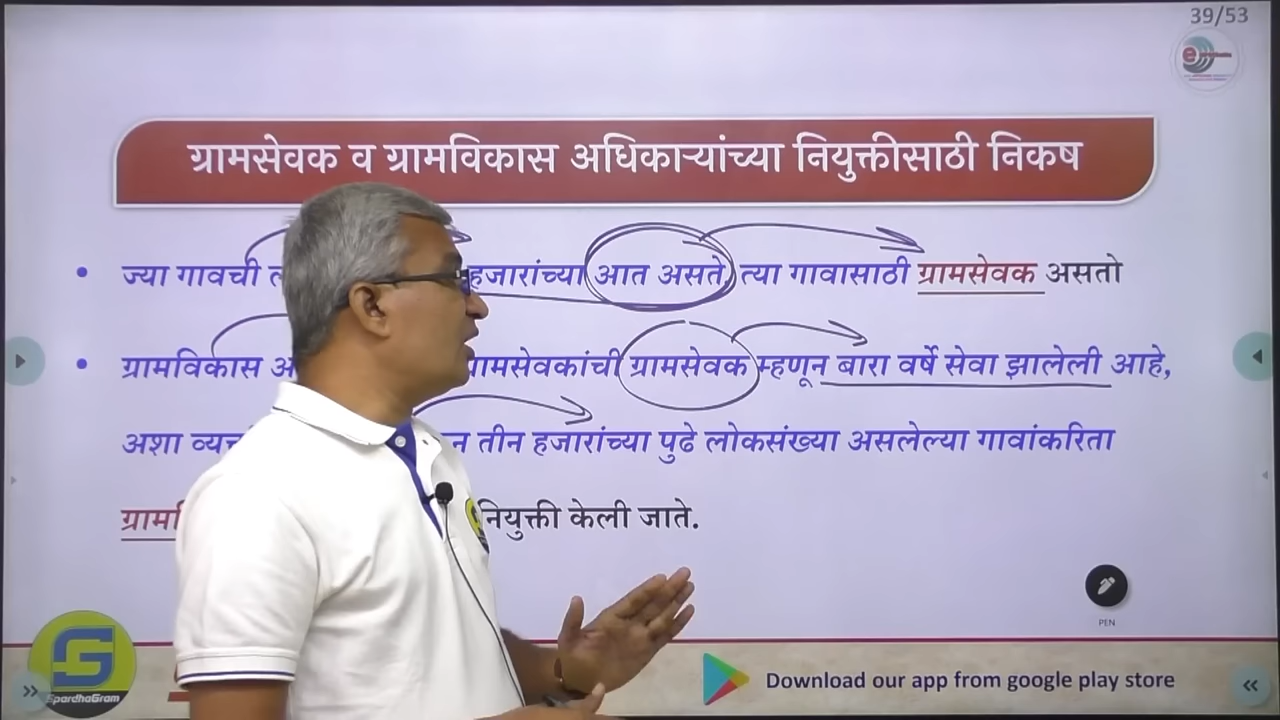 39/53
ग्रामसेवक व ग्रामविकास अधिकाऱ्यांच्या नियुक्तीसाठी निकष
• ज्या गावची हजारांच्या आत असते, त्या गावासाठी ग्रामसेवक असतो
• ग्रामविकास ग्रामसेवकांची ग्रामसेवक म्हणून बारा वर्षे सेवा झालेली आहे,
अशा तीन हजारांच्या पुढे लोकसंख्या असलेल्या गावांकरिता
नियुक्ती केली जाते.
PEN
SpardhaGram
Download our app from google play store